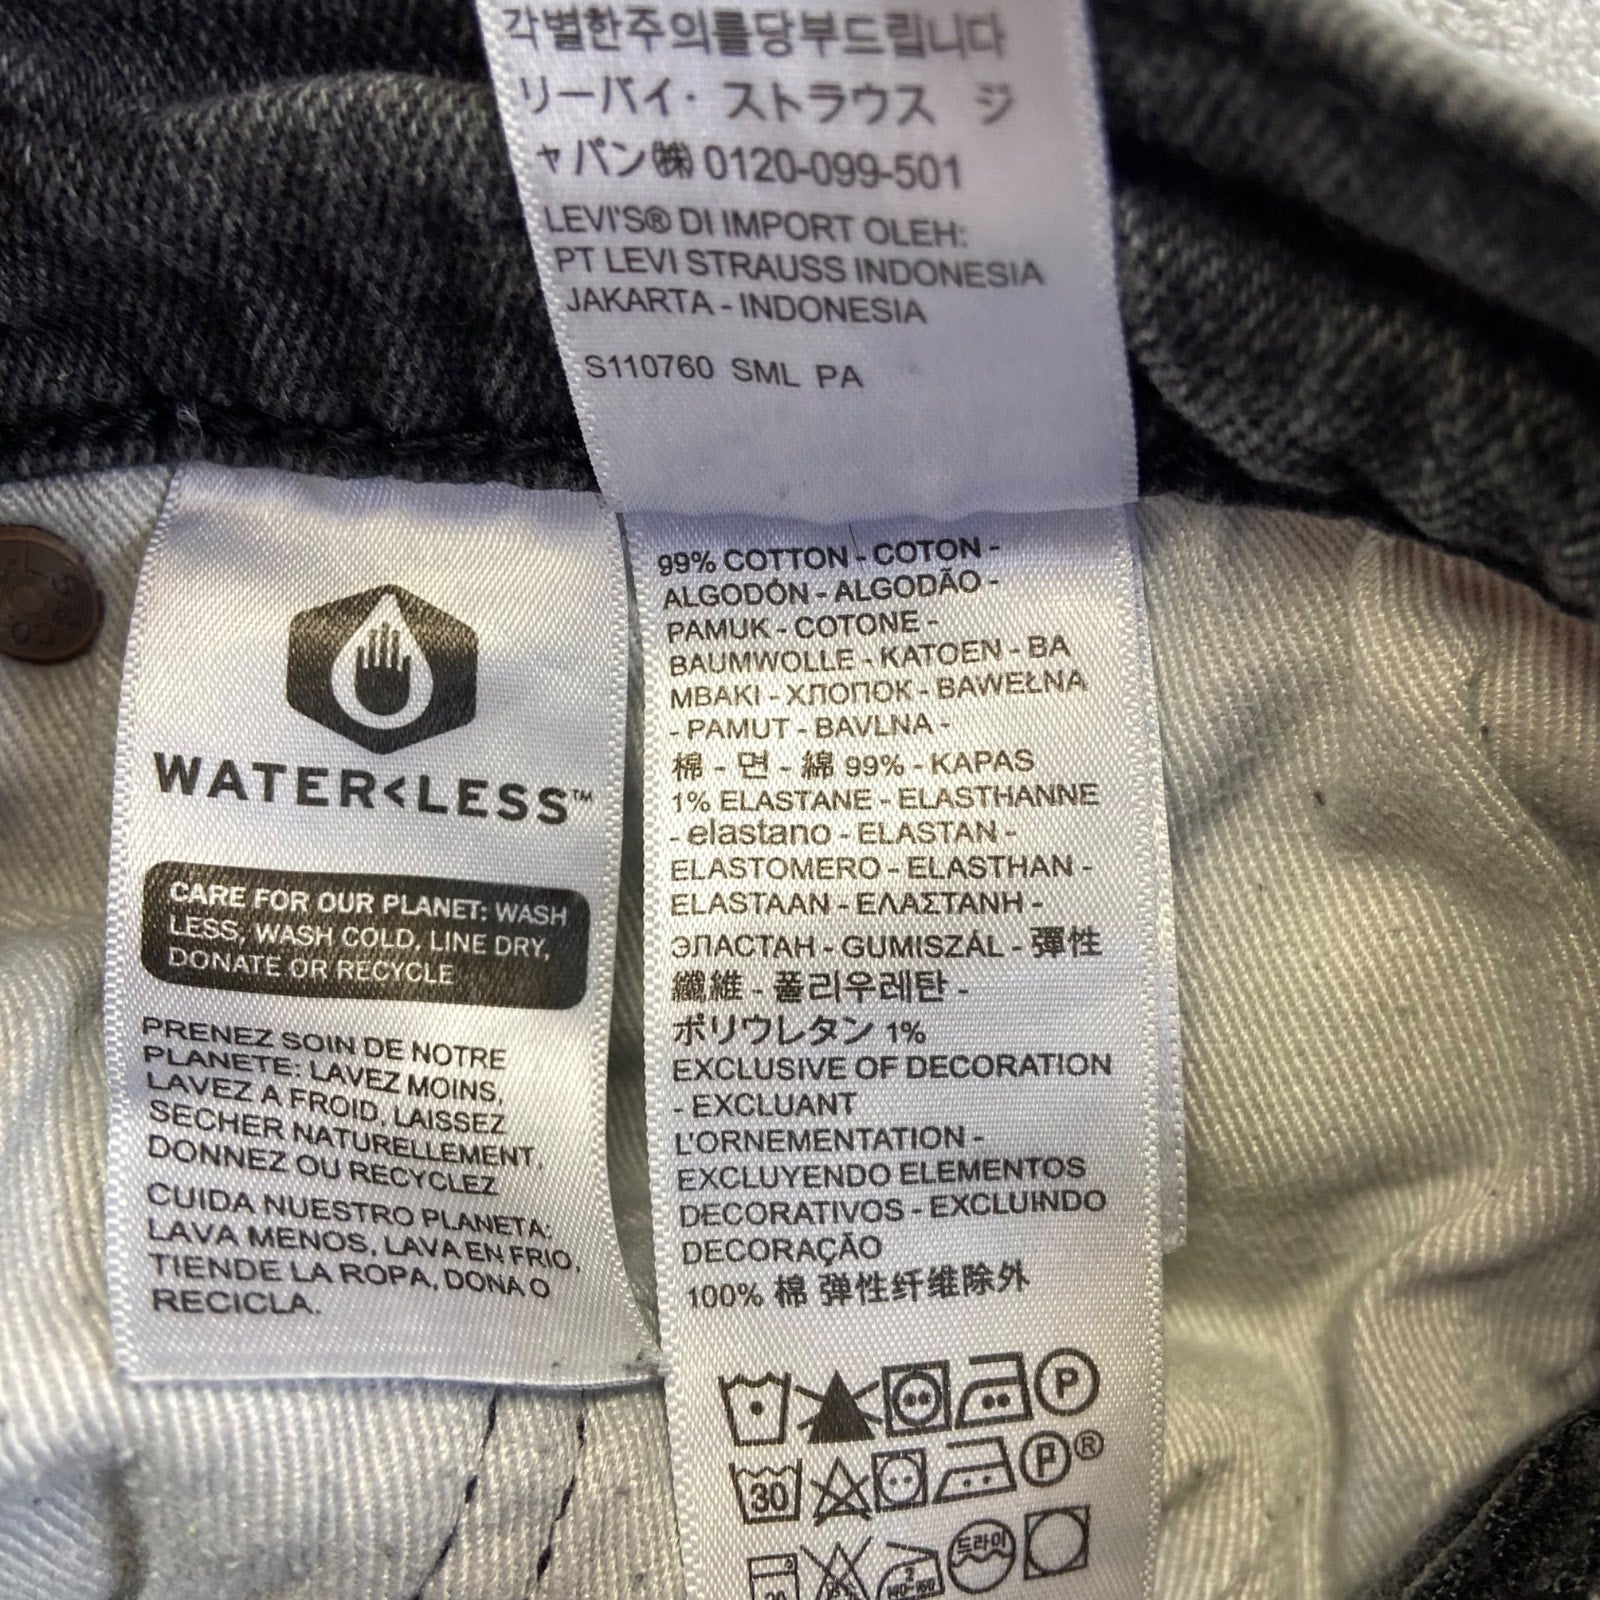 각별한주의를당부드립니다
リーバイ・ストラウス ジ
ャパン㈱ 0120-099-501
LEVI'S® DI IMPORT OLEH:
PT LEVI STRAUSS INDONESIA
JAKARTA - INDONESIA
S110760 SML PA
WATER<LESS™
CARE FOR OUR PLANET: WASH
LESS, WASH COLD, LINE DRY,
DONATE OR RECYCLE
PRENEZ SOIN DE NOTRE
PLANETE: LAVEZ MOINS,
LAVEZ A FROID, LAISSEZ
SECHER NATURELLEMENT,
DONNEZ OU RECYCLEZ
CUIDA NUESTRO PLANETA:
LAVA MENOS, LAVA EN FRIO,
TIENDE LA ROPA, DONA O
RECICLA.
99% COTTON - COTON -
ALGODÓN - ALGODÃO -
PAMUK - COTONE -
BAUMWOLLE - KATOEN - BA
MBAKI - ХЛОПОК - BAWEŁNA
- PAMUT - BAVLNA -
棉 - 면 - 綿 99% - KAPAS
1% ELASTANE - ELASTHANNE
- elastano - ELASTAN -
ELASTOMERO - ELASTHAN -
ELASTAAN - ΕΛΑΣΤΑΝΗ -
ЭЛАСТАН - GUMISZÁL - 彈性
纖維 - 폴리우레탄 -
ポリウレタン 1%
EXCLUSIVE OF DECORATION
- EXCLUANT
L'ORNEMENTATION -
EXCLUYENDO ELEMENTOS
DECORATIVOS - EXCLUINDO
DECORAÇÃO
100% 棉 弹性纤维除外
P
30 P ®
드라이